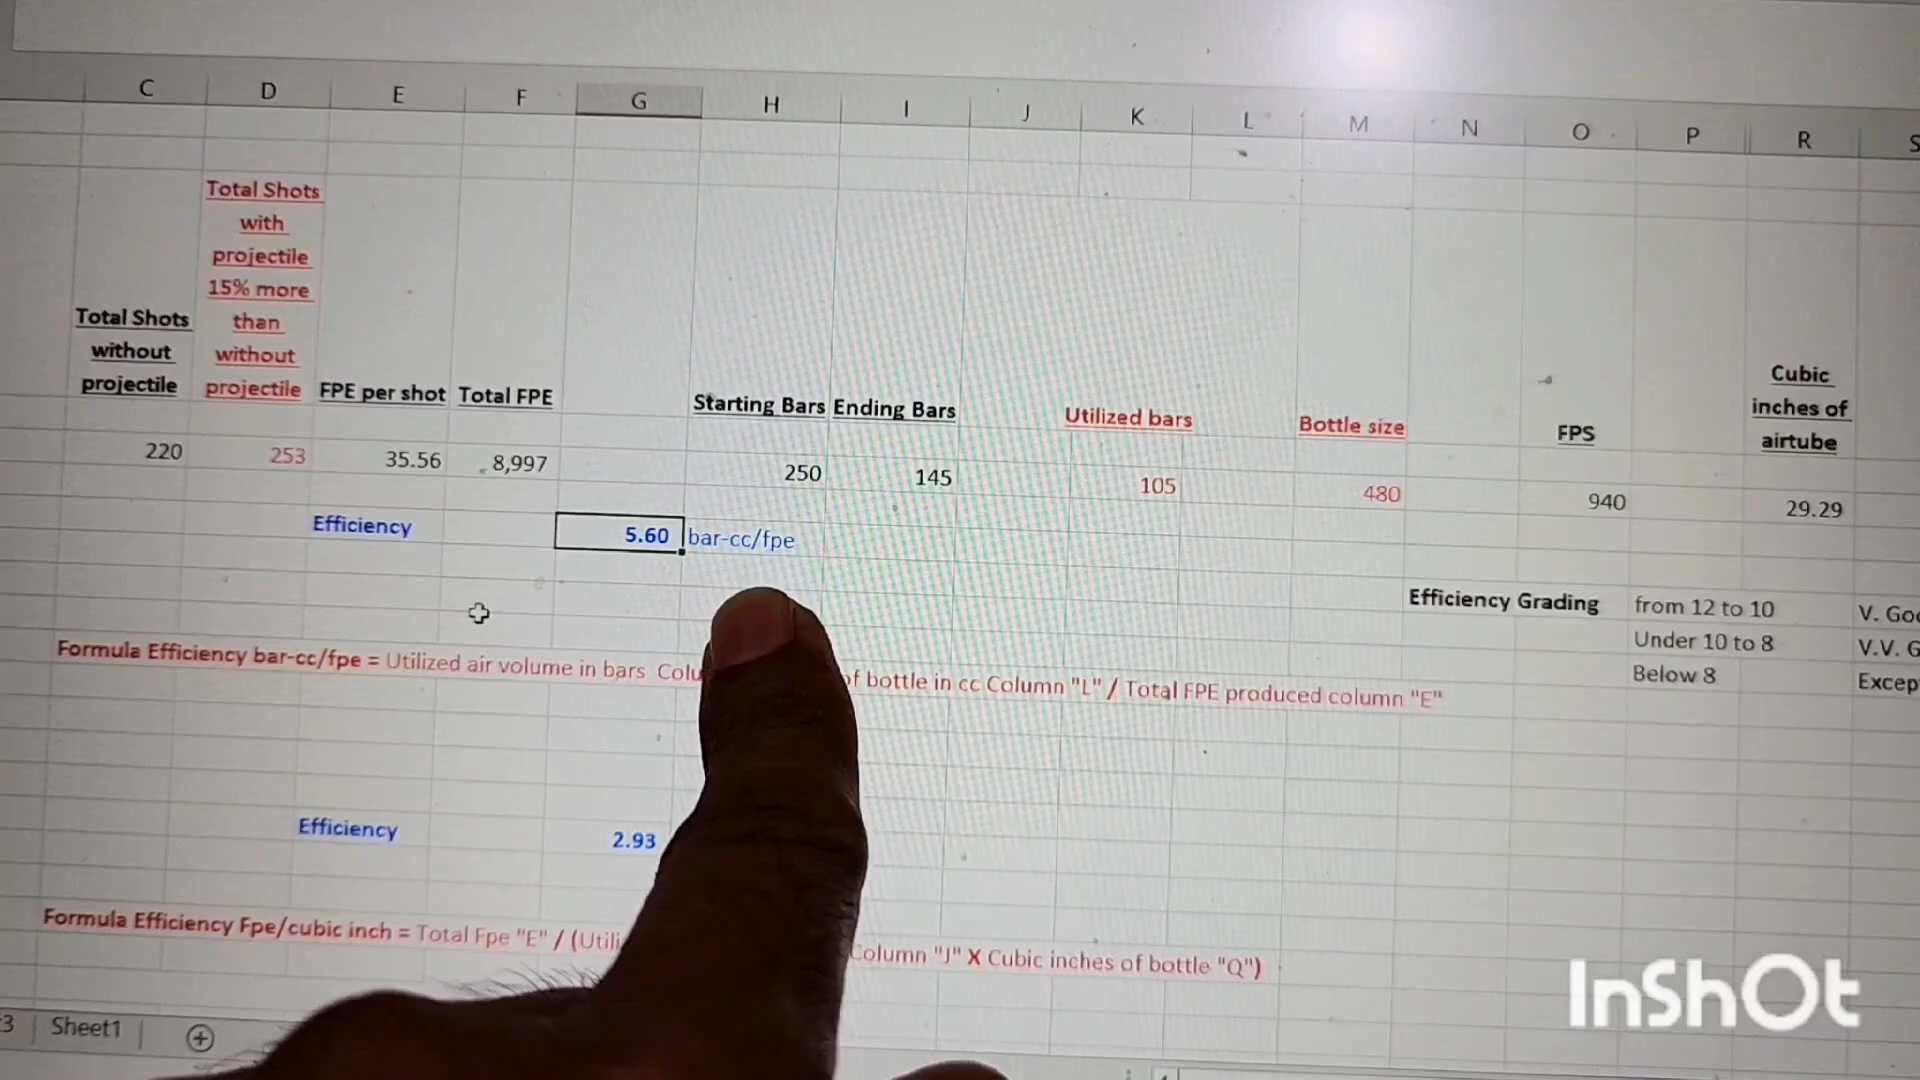 C D E F G H I J K L M N O P R S
Total Shots
with
projectile
15% more
than
without
projectile
Total Shots
without
projectile
FPE per shot
Total FPE
Starting Bars
Ending Bars
Utilized bars
Bottle size
FPS
Cubic
inches of
airtube
220 253 35.56 8,997 250 145 105 480 940 29.29
Efficiency 5.60 bar-cc/fpe
Efficiency Grading from 12 to 10 V. Goo
Under 10 to 8 V.V. G
Below 8 Excep
Formula Efficiency bar-cc/fpe = Utilized air volume in bars Colu of bottle in cc Column "L" / Total FPE produced column "E"
Efficiency 2.93
Formula Efficiency Fpe/cubic inch = Total Fpe "E" / (Utili Column "J" X Cubic inches of bottle "Q")
3 Sheet1
InShOt